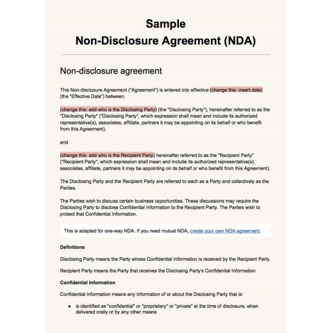 Sample
Non-Disclosure Agreement (NDA)
Non-disclosure agreement
This Non-disclosure Agreement ("Agreement") is entered into effective (change this: insert date)
(the "Effective Date") between:
(change this: add who is the Disclosing Party) (the "Disclosing Party"), hereinafter referred to as the
"Disclosing Party" ("Disclosing Party", which expression shall mean and include its authorized
representative(s), associates, affiliate, partners it may be appointing on its behalf or who benefit
from this Agreement).
and
(change this: add who is the Recipient Party) hereinafter referred to as the "Recipient Party"
("Recipient Party", which expression shall mean and include its authorized representative(s),
associates, affiliate, partners it may be appointing on its behalf or who benefit from this Agreement).
The Disclosing Party and the Recipient Party are referred to each as a Party and collectively as the
Parties.
The Parties wish to discuss certain business opportunities. These discussions may require the
Disclosing Party to disclose Confidential Information to the Recipient Party. The Parties wish to
protect that Confidential Information.
This is adapted for one-way NDA. If you need mutual NDA, create your own NDA agreement.
Definitions
Disclosing Party means the Party whose Confidential Information is received by the Recipient Party.
Recipient Party means the Party that receives the Disclosing Party's Confidential Information.
Confidential Information
Confidential Information means any information of or about the Disclosing Party that is:
● is identified as "confidential" or "proprietary" or "private" at the time of disclosure, when
delivered orally or by any other means